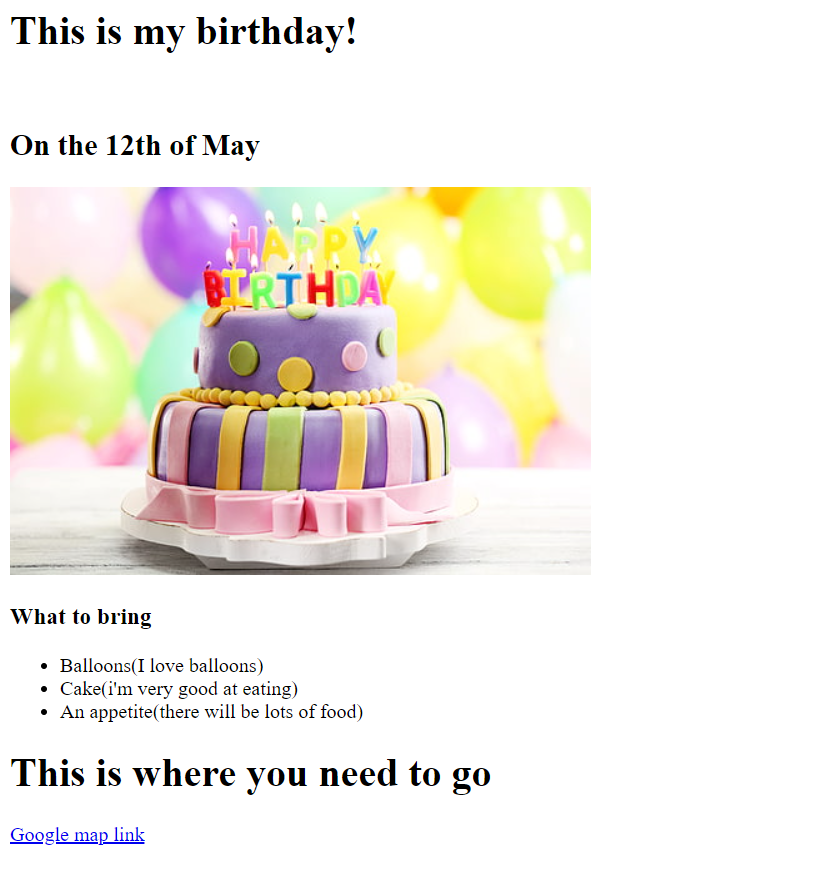 This is my birthday!
On the 12th of May
HAPPY
BIRTHDAY
What to bring
Balloons(I love balloons)
Cake(i'm very good at eating)
An appetite(there will be lots of food)
This is where you need to go
Google map link